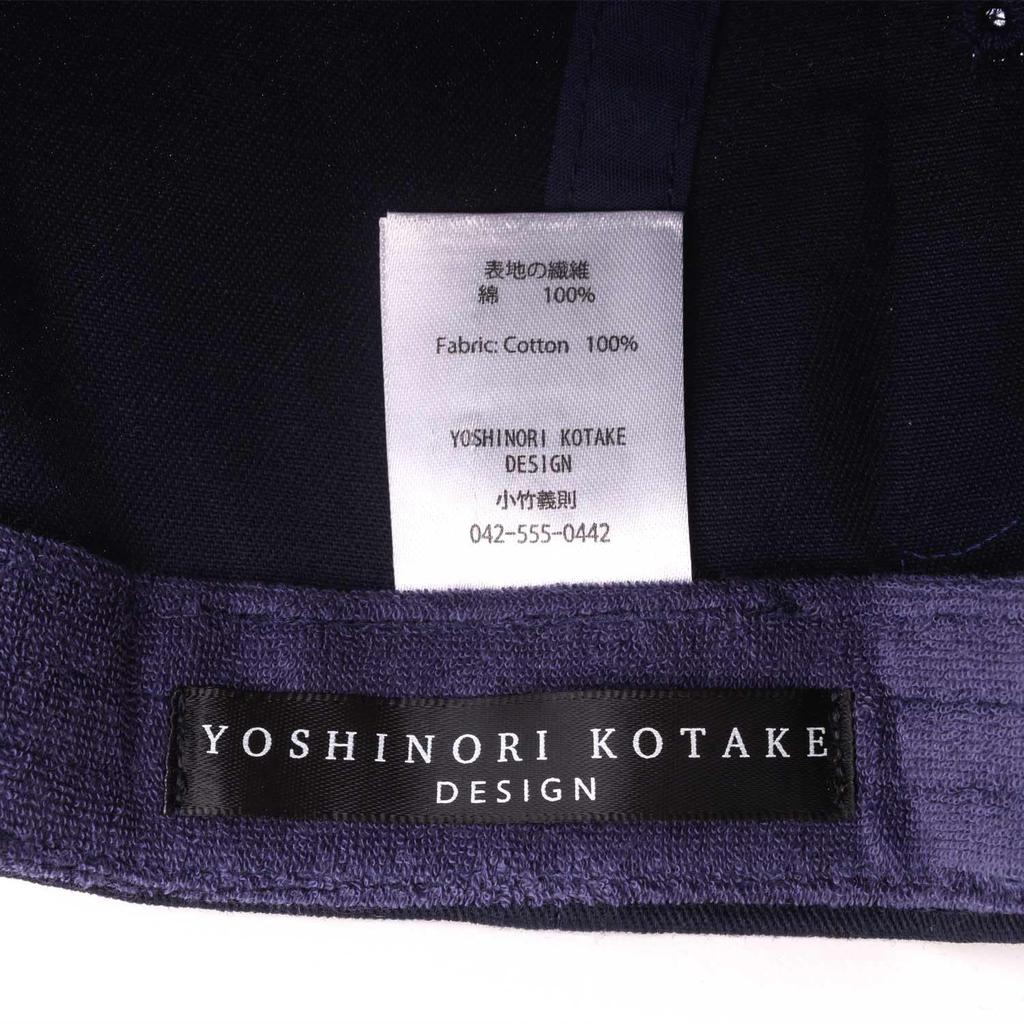 表地の繊維
綿 100%
Fabric: Cotton 100%
YOSHINORI KOTAKE
DESIGN
小竹義則
042-555-0442
YOSHINORI KOTAKE
DESIGN